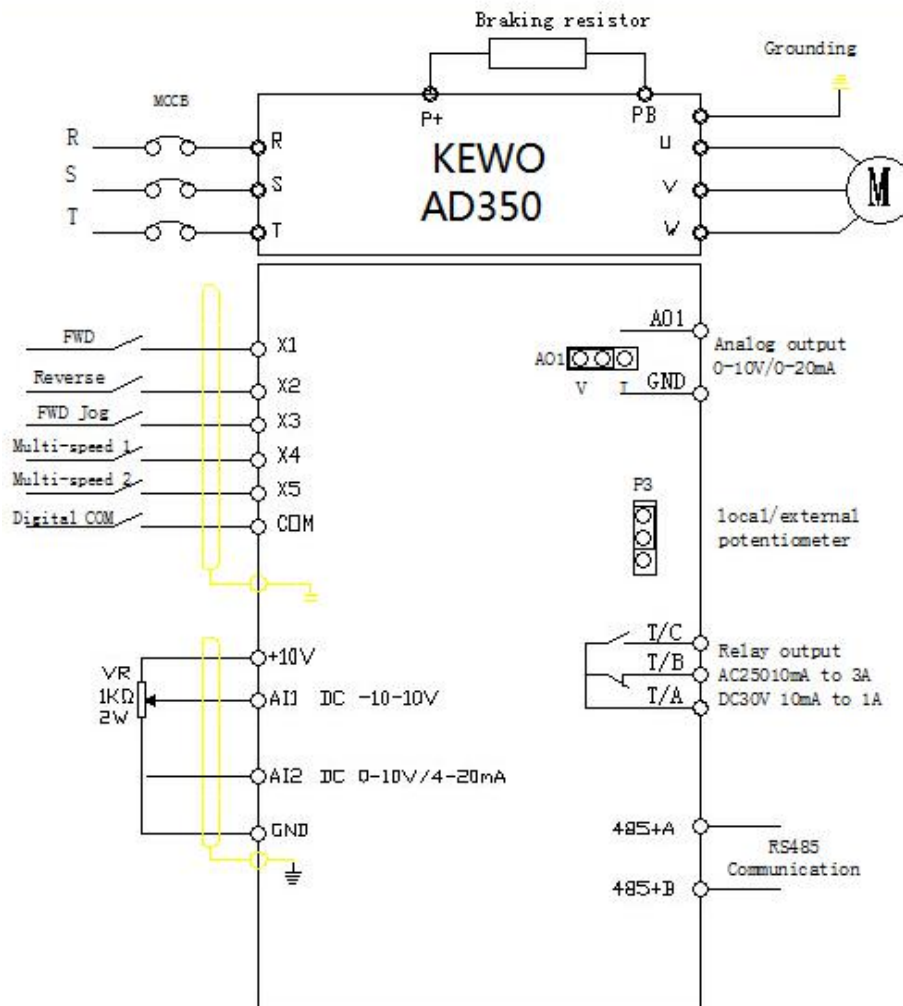 Braking resistor
Grounding
MCCB
P+
PB
R
R
U
S
S
KEWO
V
M
T
T
AD350
W
FWD
X1
AO1
Analog output
0-10V/0-20mA
Reverse
X2
AO1
V
I
GND
FWD Jog
X3
Multi-speed 1
X4
Multi-speed 2
X5
P3
Digital COM
COM
local/external
potentiometer
+10V
T/C
Relay output
VR
1KΩ
2W
AI1 DC -10-10V
T/B
AC25010mA to 3A
T/A
DC30V 10mA to 1A
AI2 DC 0-10V/4-20mA
GND
485+A
RS485
Communication
485+B